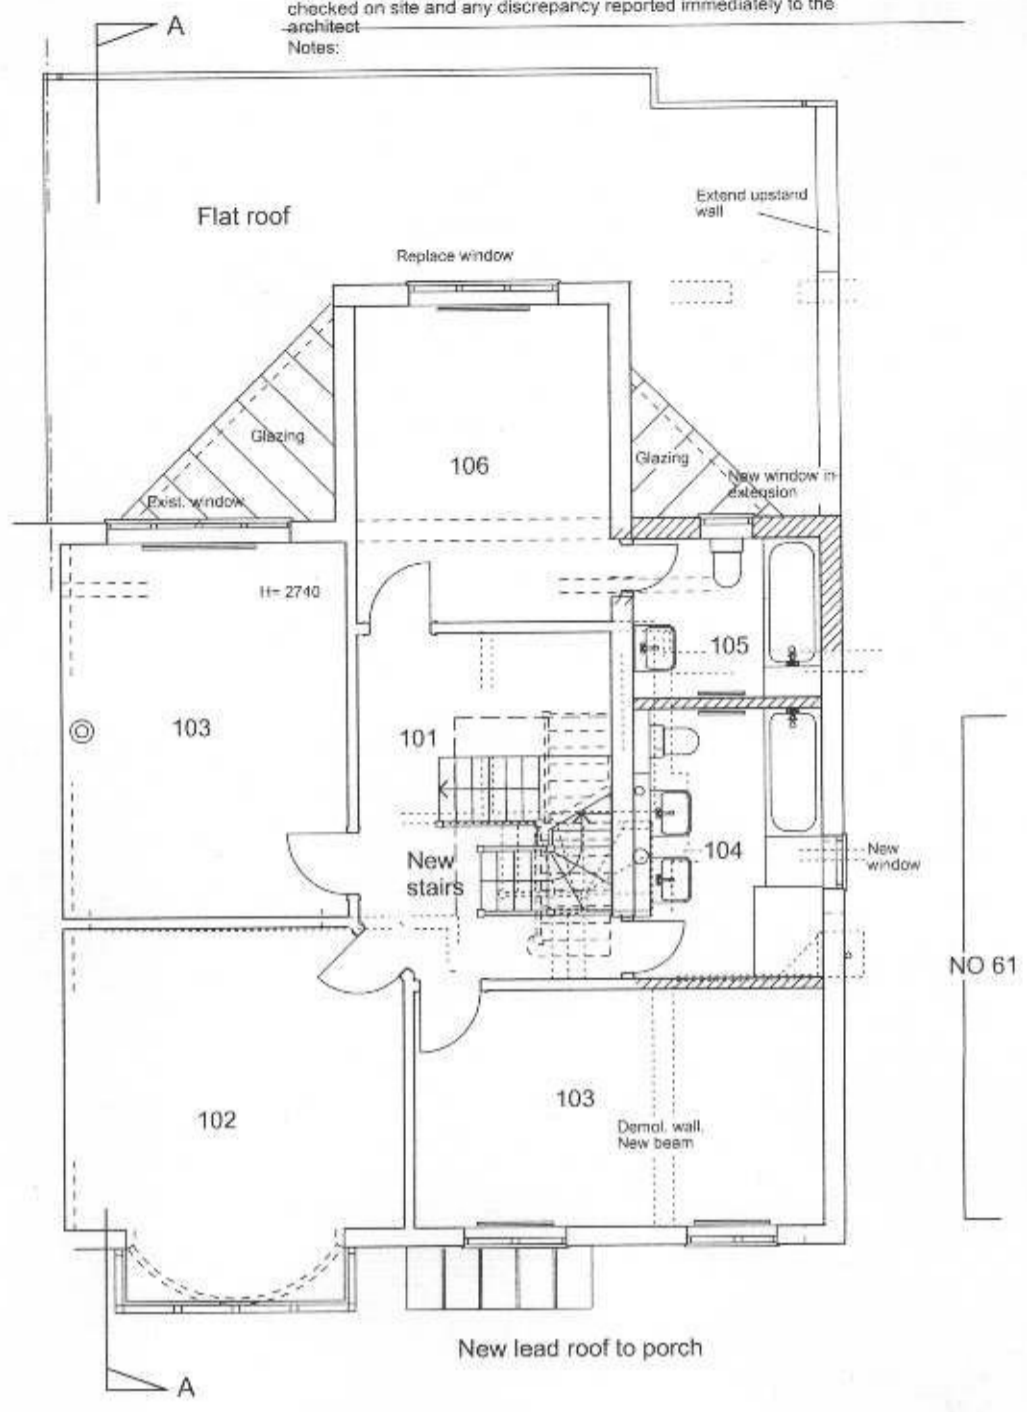 checked on site and any discrepancy reported immediately to the
architect
Notes:
A
Flat roof
Extend upstand
wall
Replace window
Glazing
106
Glazing
New window in
extension
Exist. window
H= 2740
105
103
101
New
stairs
104
New
window
NO 61
103
102
Demol. wall,
New beam
New lead roof to porch
A